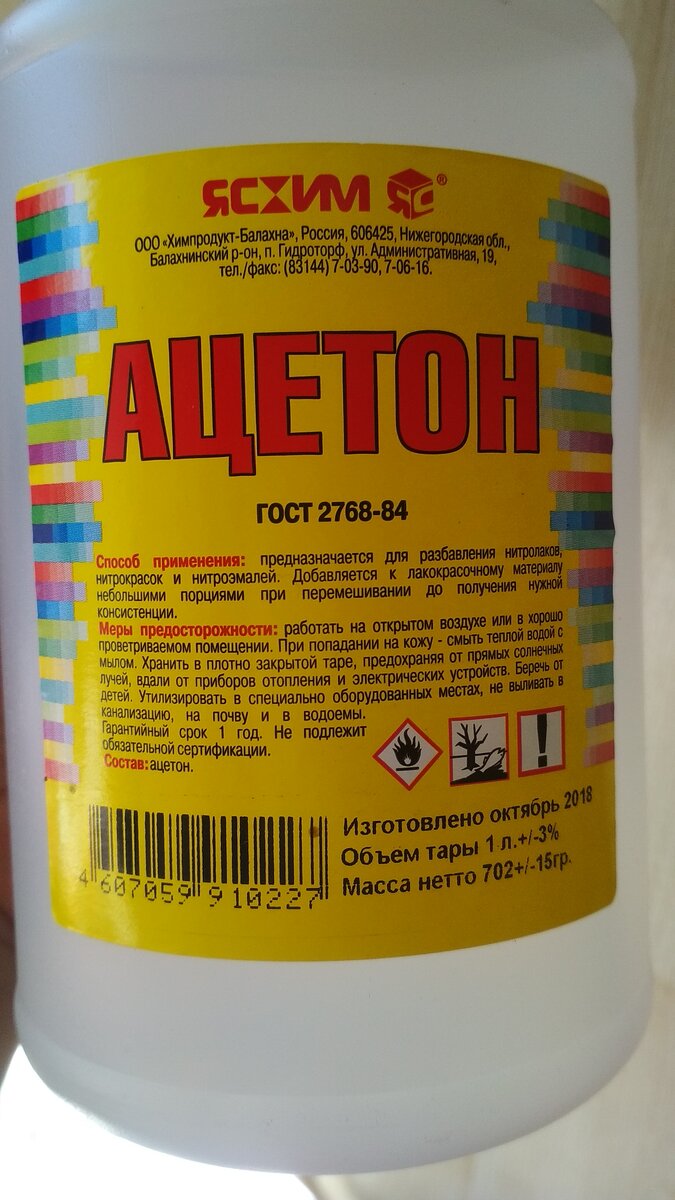 ЯСХИМ ЯС®
ООО «Химпродукт-Балахна», Россия, 606425, Нижегородская обл.,
Балахнинский р-он, п. Гидроторф, ул. Административная, 19,
тел./факс: (83144) 7-03-90, 7-06-16.
АЦЕТОН
ГОСТ 2768-84
Способ применения: предназначается для разбавления нитролаков,
нитрокрасок и нитроэмалей. Добавляется к лакокрасочному материалу
небольшими порциями при перемешивании до получения нужной
консистенции.
Меры предосторожности: работать на открытом воздухе или в хорошо
проветриваемом помещении. При попадании на кожу - смыть теплой водой с
мылом. Хранить в плотно закрытой таре, предохраняя от прямых солнечных
лучей, вдали от приборов отопления и электрических устройств. Беречь от
детей. Утилизировать в специально оборудованных местах, не выливать в
канализацию, на почву и в водоемы.
Гарантийный срок 1 год. Не подлежит
обязательной сертификации.
Состав: ацетон.
Изготовлено октябрь 2018
Объем тары 1 л.+/-3%
Масса нетто 702+/-15гр.
4 607059 910227